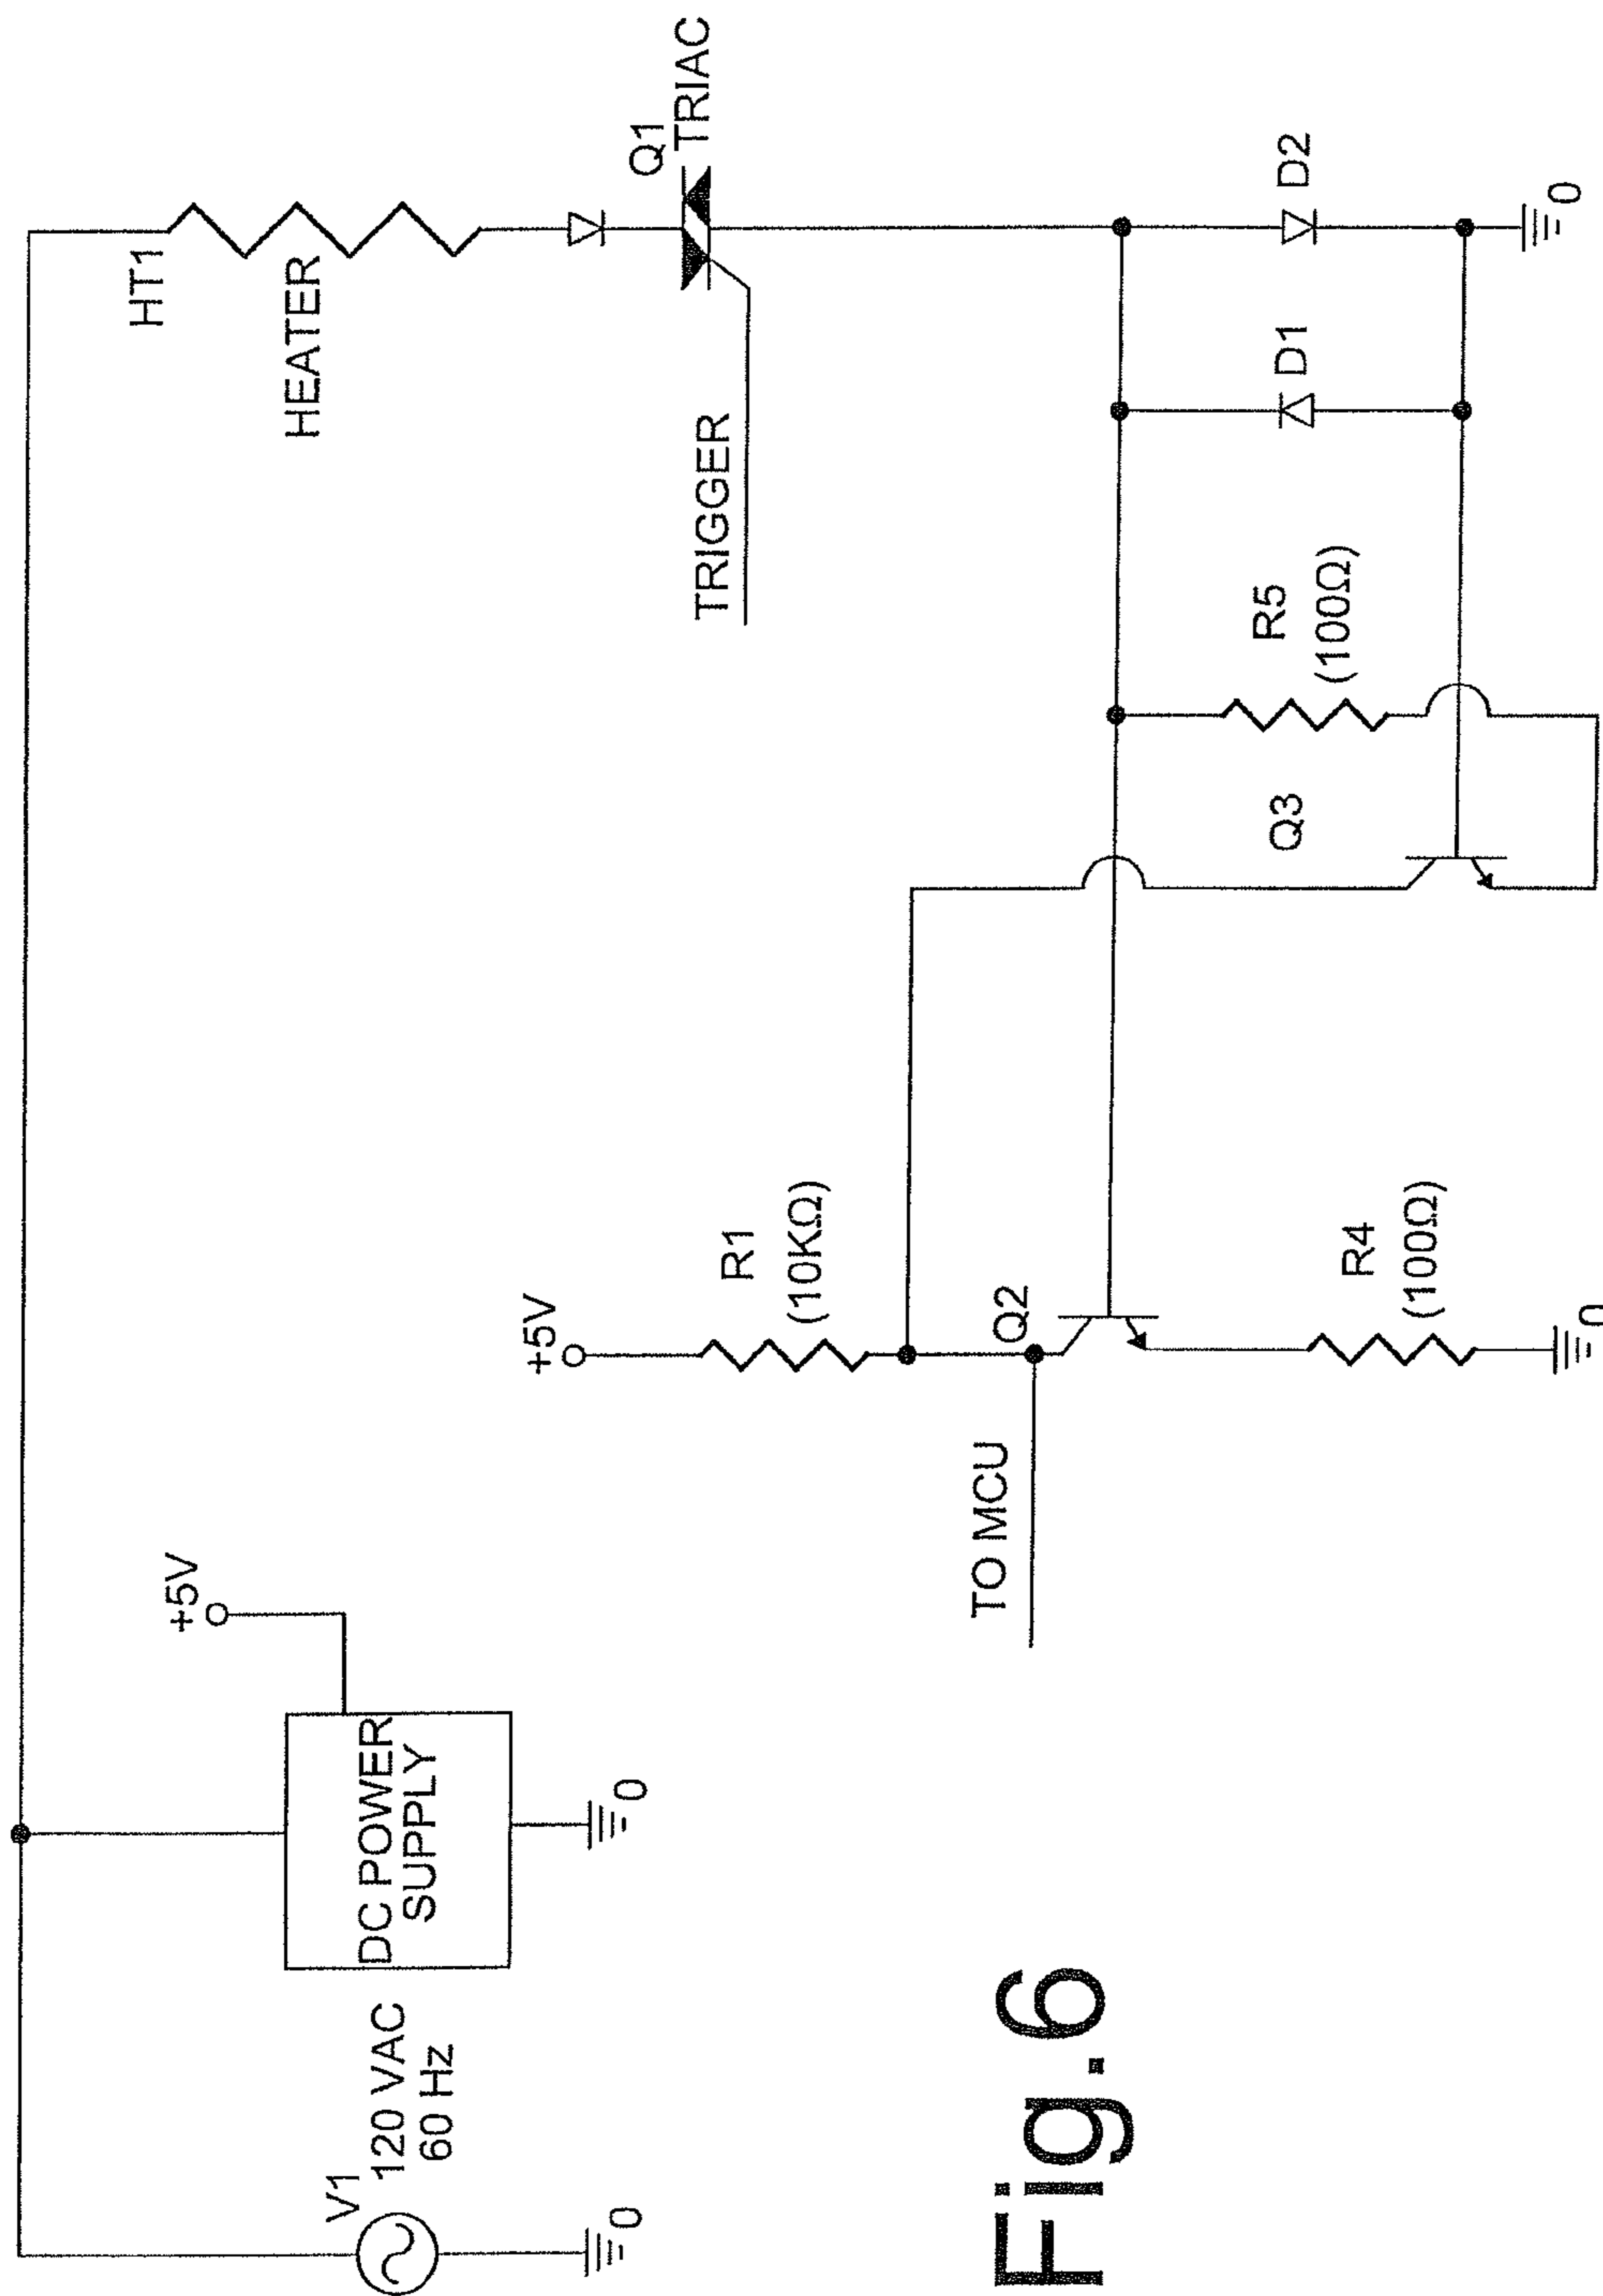 V1
120 VAC
60 Hz
0
DC POWER
SUPPLY
0
+5V
+5V
R1
(10KΩ)
TO MCU
Q2
R4
(100Ω)
0
Q3
R5
(100Ω)
HT1
HEATER
Q1
TRIAC
TRIGGER
D1
D2
0
Fig.6